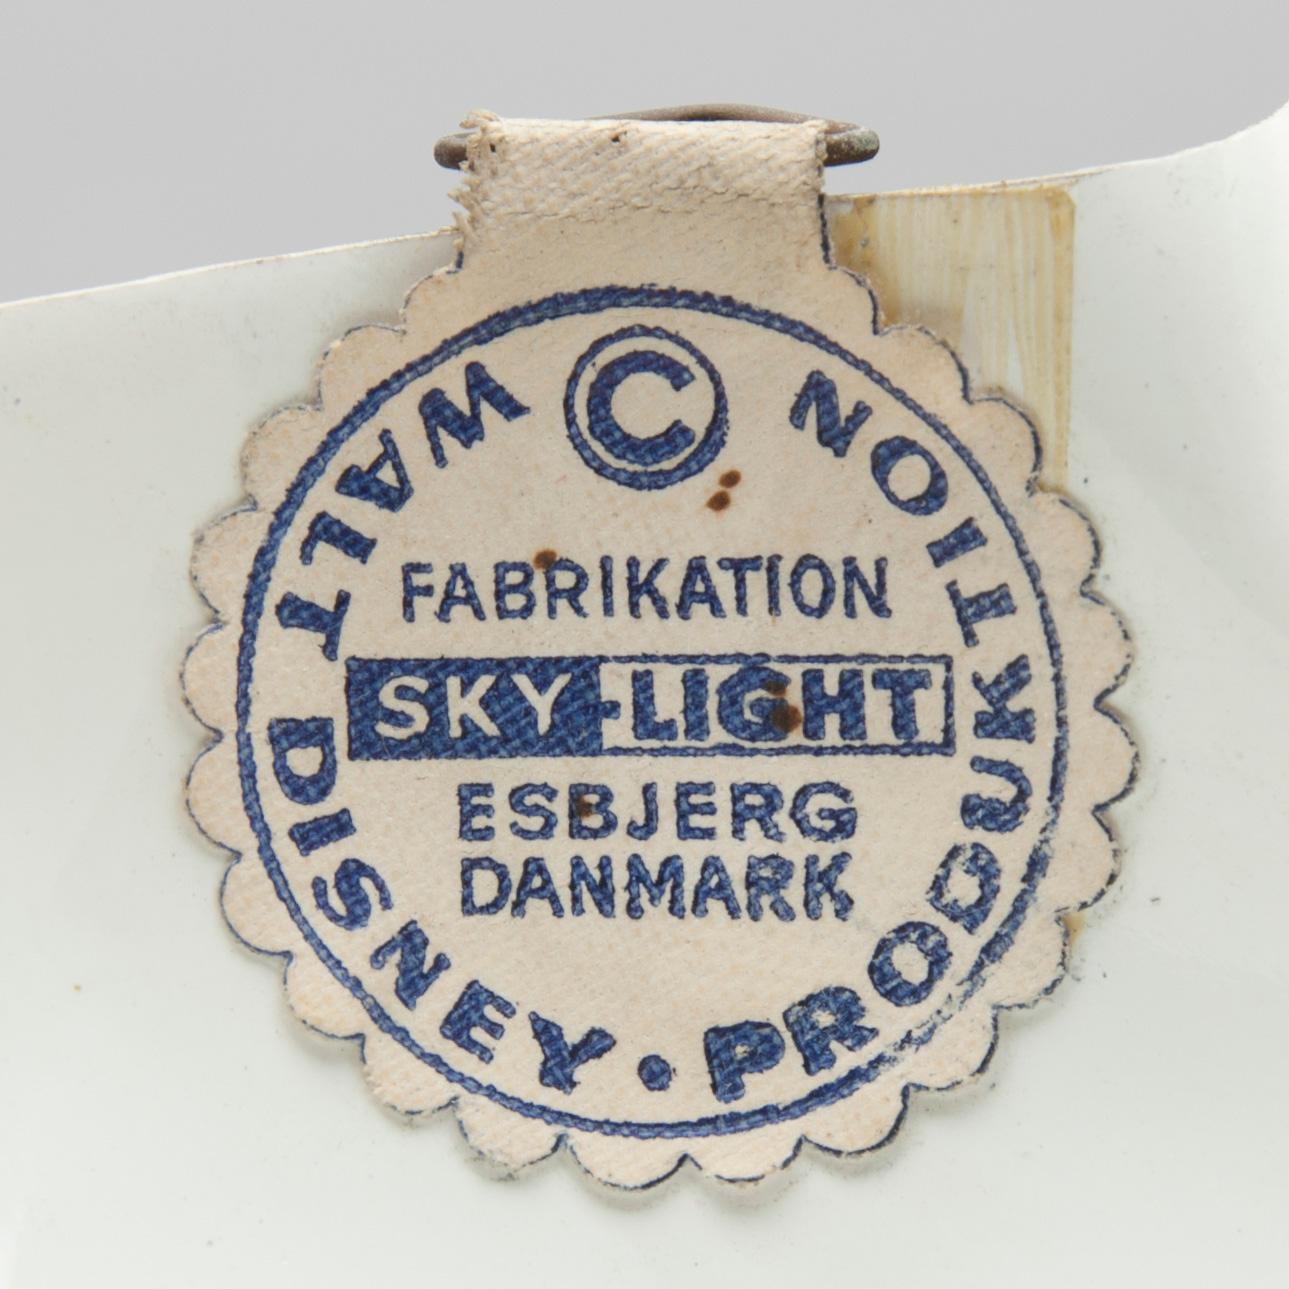 ©
WALT DISNEY • PRODUKTION
FABRIKATION
SKY-LIGHT
ESBJERG
DANMARK